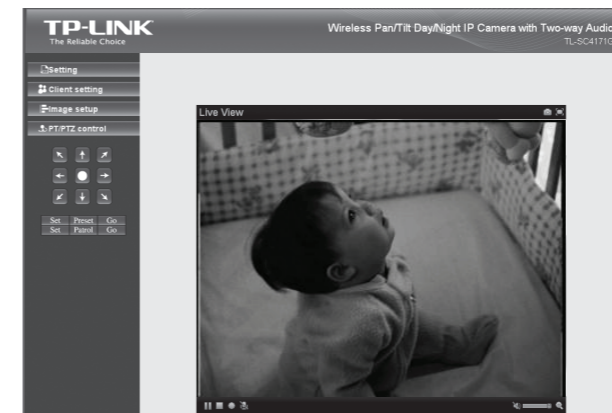 TP-LINK
The Reliable Choice
Wireless Pan/Tilt Day/Night IP Camera with Two-way Audio
TL-SC4171G
Setting
Client setting
Image setup
PT/PTZ control
Set Preset Go
Set Patrol Go
Live View